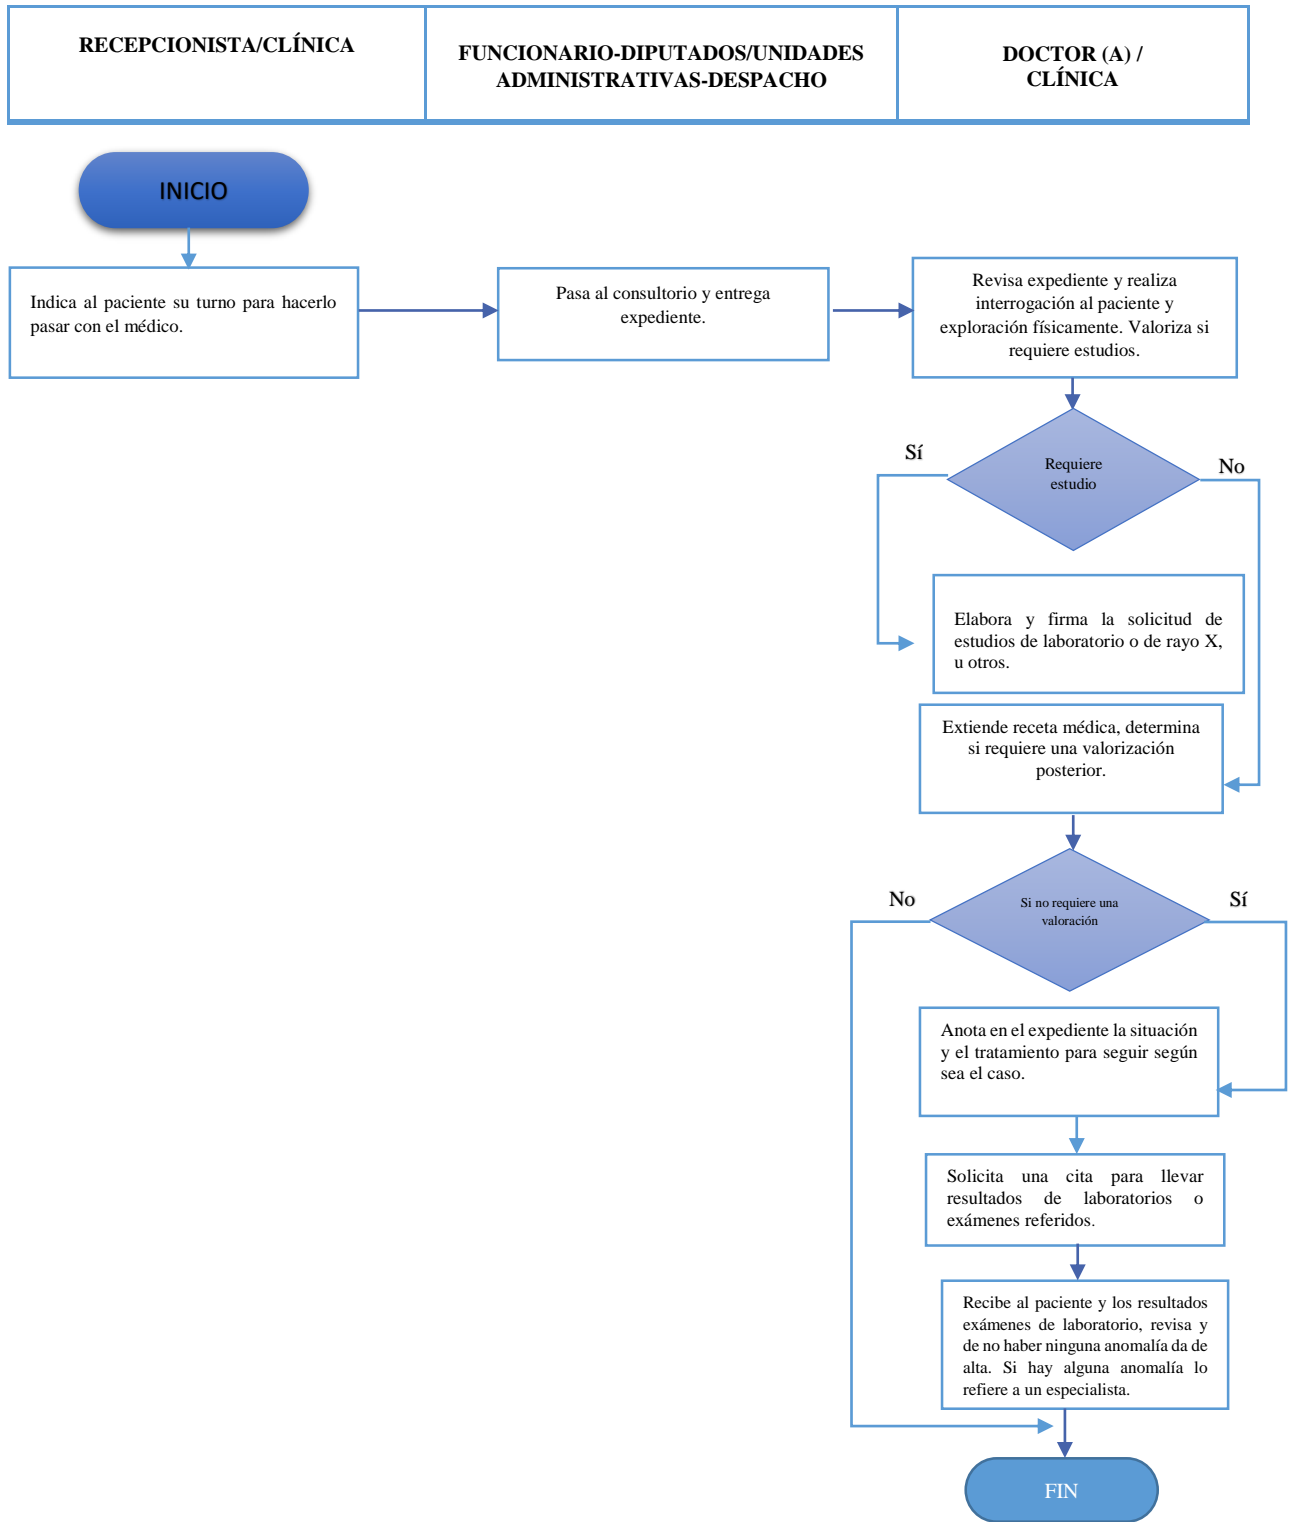 RECEPCIONISTA/CLÍNICA
FUNCIONARIO-DIPUTADOS/UNIDADES
ADMINISTRATIVAS-DESPACHO
DOCTOR (A) /
CLÍNICA
INICIO
Indica al paciente su turno para hacerlo
pasar con el médico.
Pasa al consultorio y entrega
expediente.
Revisa expediente y realiza
interrogación al paciente y
exploración físicamente. Valoriza si
requiere estudios.
Sí
Requiere
estudio
No
Elabora y firma la solicitud de
estudios de laboratorio o de rayo X,
u otros.
Extiende receta médica, determina
si requiere una valorización
posterior.
No
Si no requiere una
valoración
Sí
Anota en el expediente la situación
y el tratamiento para seguir según
sea el caso.
Solicita una cita para llevar
resultados de laboratorios o
exámenes referidos.
Recibe al paciente y los resultados
exámenes de laboratorio, revisa y
de no haber ninguna anomalía da de
alta. Si hay alguna anomalía lo
refiere a un especialista.
FIN